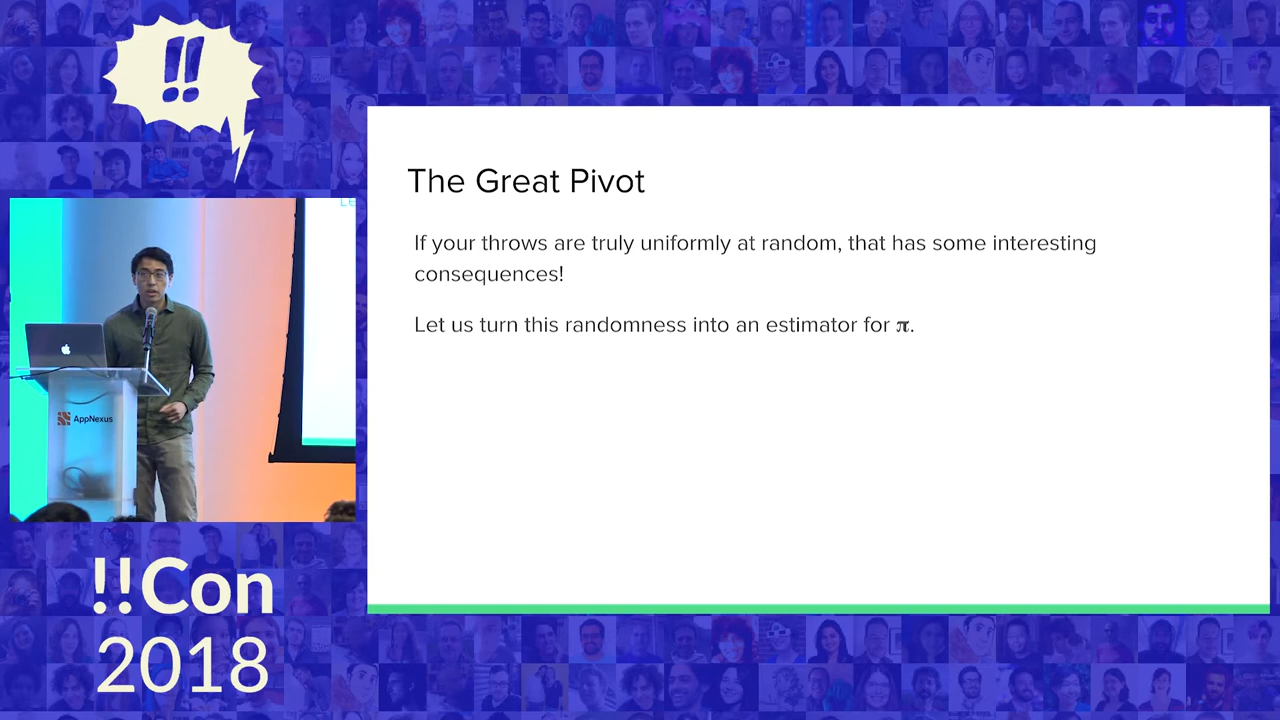 !!
The Great Pivot
If your throws are truly uniformly at random, that has some interesting
consequences!
Let us turn this randomness into an estimator for π.
Le
AppNexus
!!Con
2018